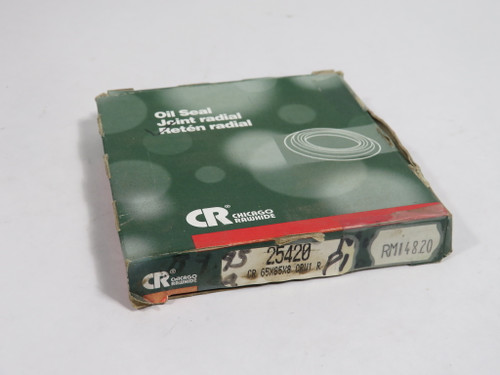 Oil Seal
Joint radial
Retén radial
CR® CHICAGO RAWHIDE
CR® CHICAGO RAWHIDE
25420
RM14820